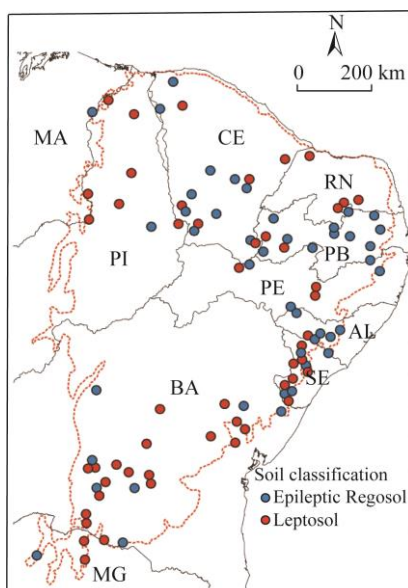 N
0 200 km
MA
CE
RN
PI
PB
PE
AL
SE
BA
Soil classification
Epileptic Regosol
Leptosol
MG